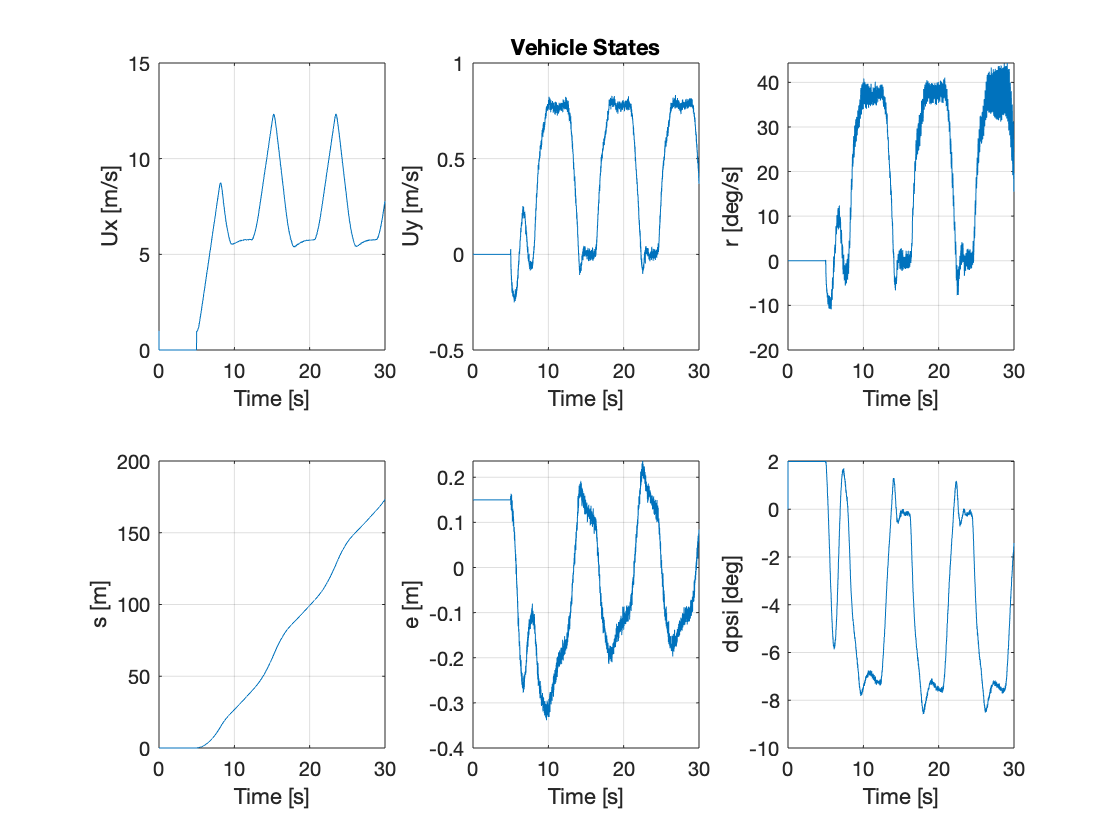 Vehicle States
15
10
5
0
Ux [m/s]
0 10 20 30
Time [s]
1
0.5
0
-0.5
Uy [m/s]
0 10 20 30
Time [s]
40
30
20
10
0
-10
-20
r [deg/s]
0 10 20 30
Time [s]
200
150
100
50
0
s [m]
0 10 20 30
Time [s]
0.2
0.1
0
-0.1
-0.2
-0.3
-0.4
e [m]
0 10 20 30
Time [s]
2
0
-2
-4
-6
-8
-10
dpsi [deg]
0 10 20 30
Time [s]